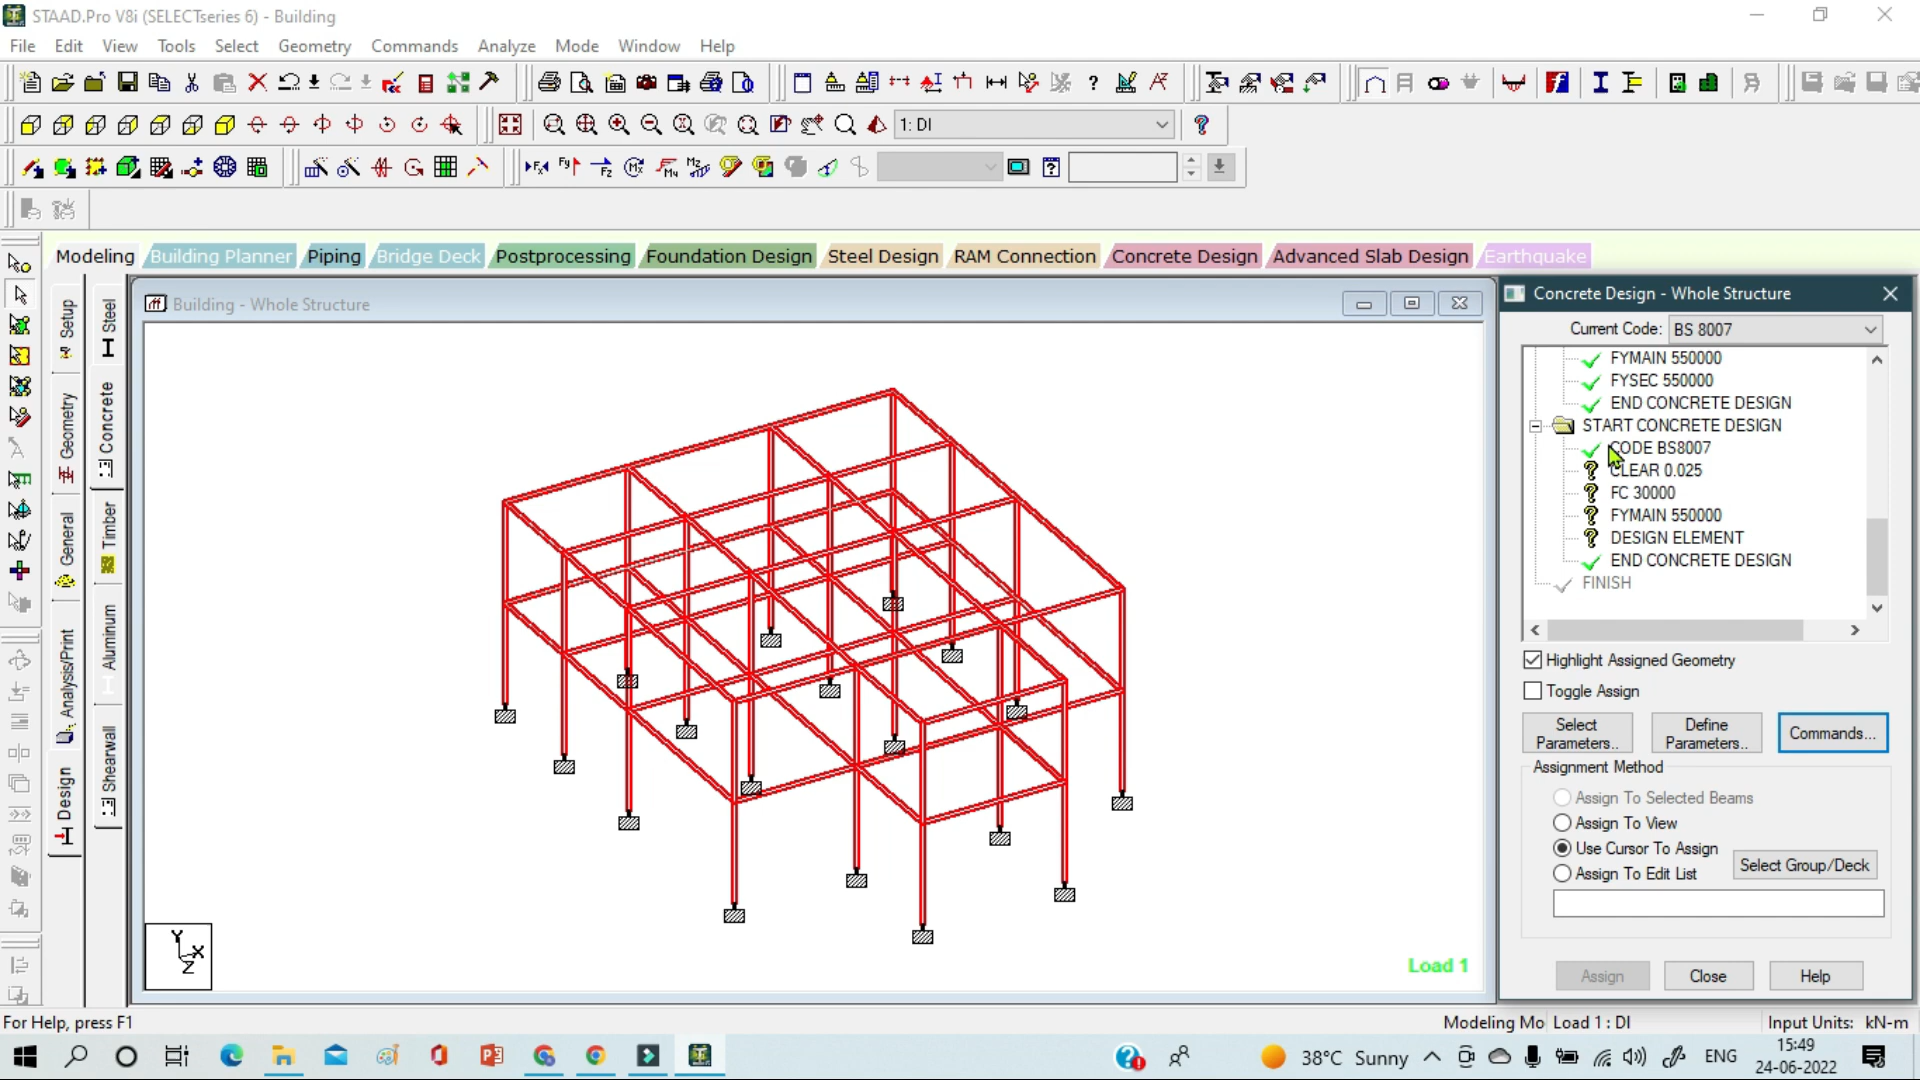 STAAD.Pro V8i (SELECTseries 6) - Building
File Edit View Tools Select Geometry Commands Analyze Mode Window Help
1: DI
Modeling Building Planner Piping Bridge Deck Postprocessing Foundation Design Steel Design RAM Connection Concrete Design Advanced Slab Design Earthquake
Setup
Geometry
General
Analysis/Print
Design
Steel
Concrete
Timber
Aluminum
Shearwall
Building - Whole Structure
Y
X
Z
Load 1
Concrete Design - Whole Structure
Current Code: BS 8007
FYMAIN 550000
FYSEC 550000
END CONCRETE DESIGN
START CONCRETE DESIGN
CODE BS8007
CLEAR 0.025
FC 30000
FYMAIN 550000
DESIGN ELEMENT
END CONCRETE DESIGN
FINISH
Highlight Assigned Geometry
Toggle Assign
Select Parameters..
Define Parameters..
Commands...
Assignment Method
Assign To Selected Beams
Assign To View
Use Cursor To Assign
Assign To Edit List
Select Group/Deck
Assign Close Help
For Help, press F1
Modeling Mo Load 1 : DI Input Units: kN-m
38°C Sunny ENG
15:49
24-06-2022